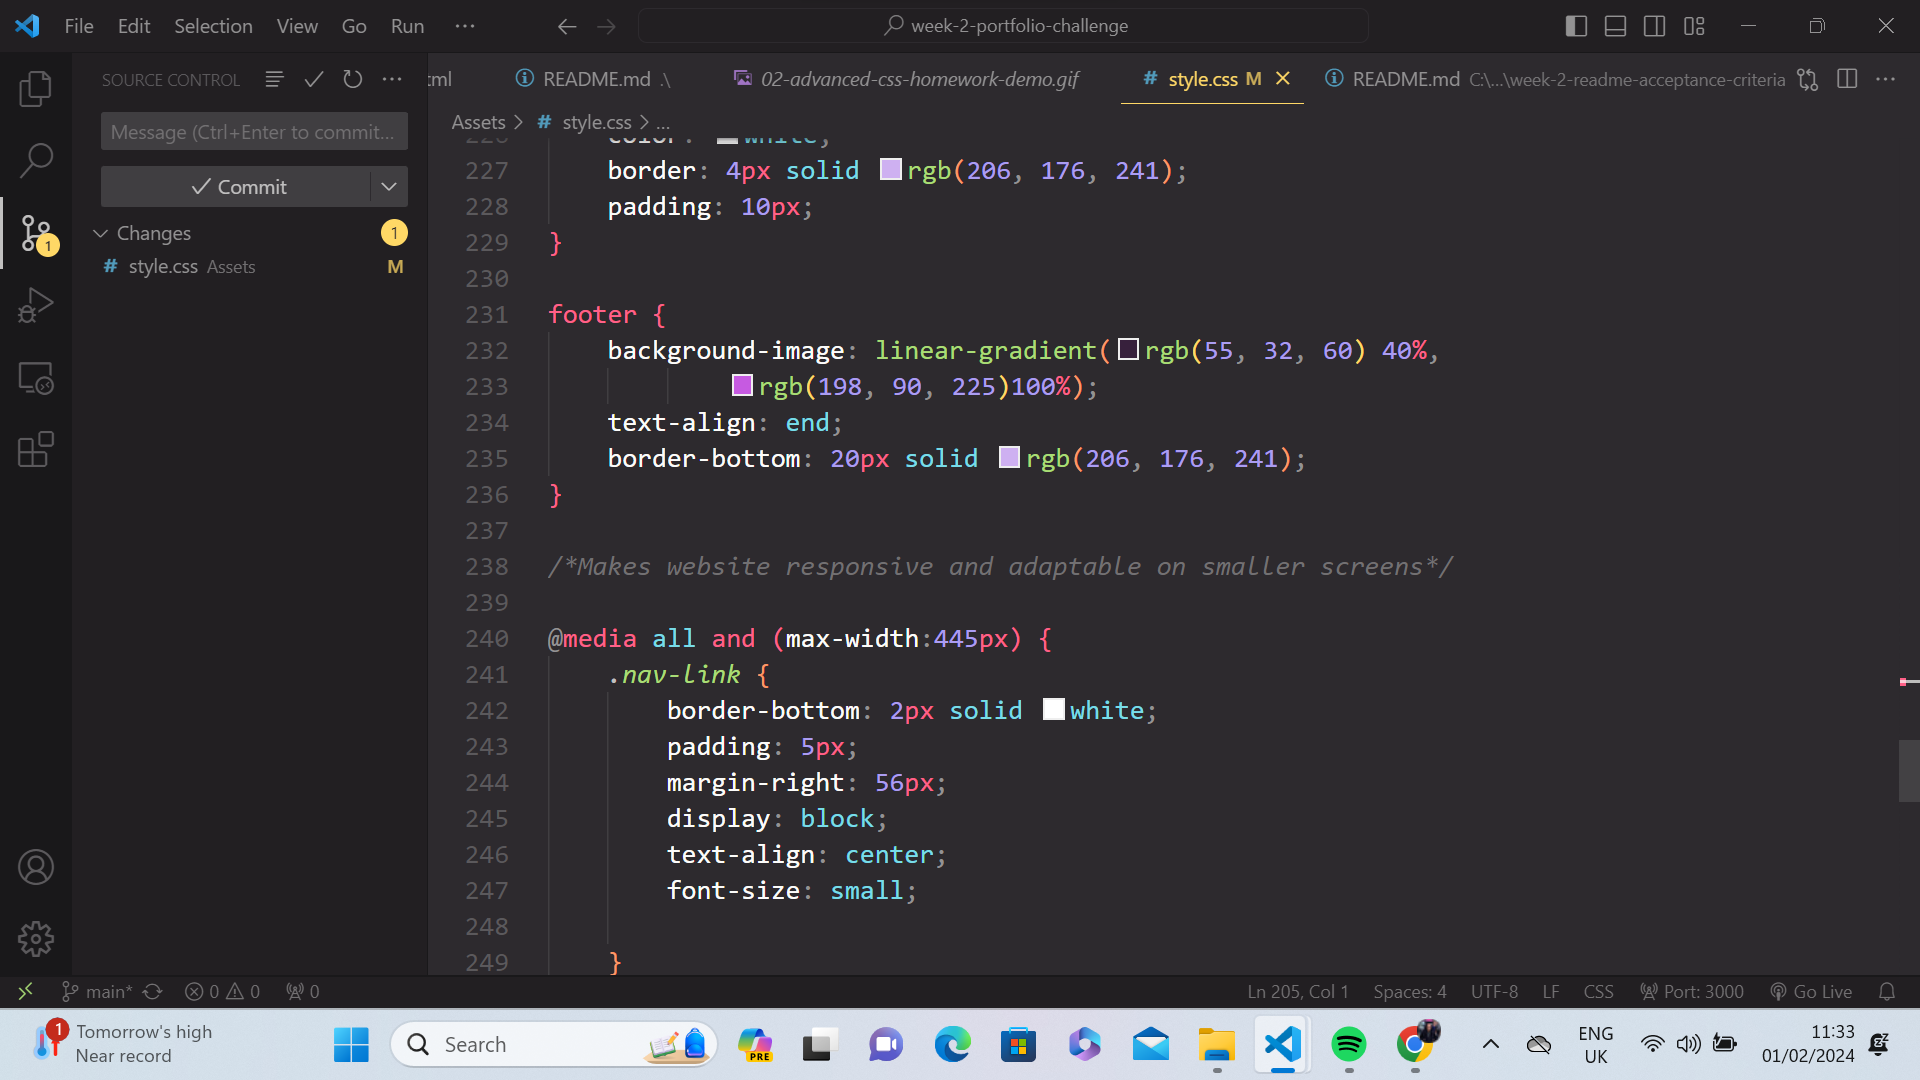 File Edit Selection View Go Run ··· week-2-portfolio-challenge
SOURCE CONTROL
Message (Ctrl+Enter to commit...
Commit
Changes 1
style.css Assets M
1
tml README.md .\ 02-advanced-css-homework-demo.gif # style.css M README.md C:\...\week-2-readme-acceptance-criteria
Assets > # style.css > ...
226 color: white;
227 border: 4px solid rgb(206, 176, 241);
228 padding: 10px;
229 }
230
231 footer {
232 background-image: linear-gradient(rgb(55, 32, 60) 40%,
233 rgb(198, 90, 225)100%);
234 text-align: end;
235 border-bottom: 20px solid rgb(206, 176, 241);
236 }
237
238 /*Makes website responsive and adaptable on smaller screens*/
239
240 @media all and (max-width:445px) {
241 .nav-link {
242 border-bottom: 2px solid white;
243 padding: 5px;
244 margin-right: 56px;
245 display: block;
246 text-align: center;
247 font-size: small;
248
249 }
main* 0 0 0 Ln 205, Col 1 Spaces: 4 UTF-8 LF CSS Port: 3000 Go Live
1 Tomorrow's high
Near record
Search
PRE
ENG
UK
11:33
01/02/2024